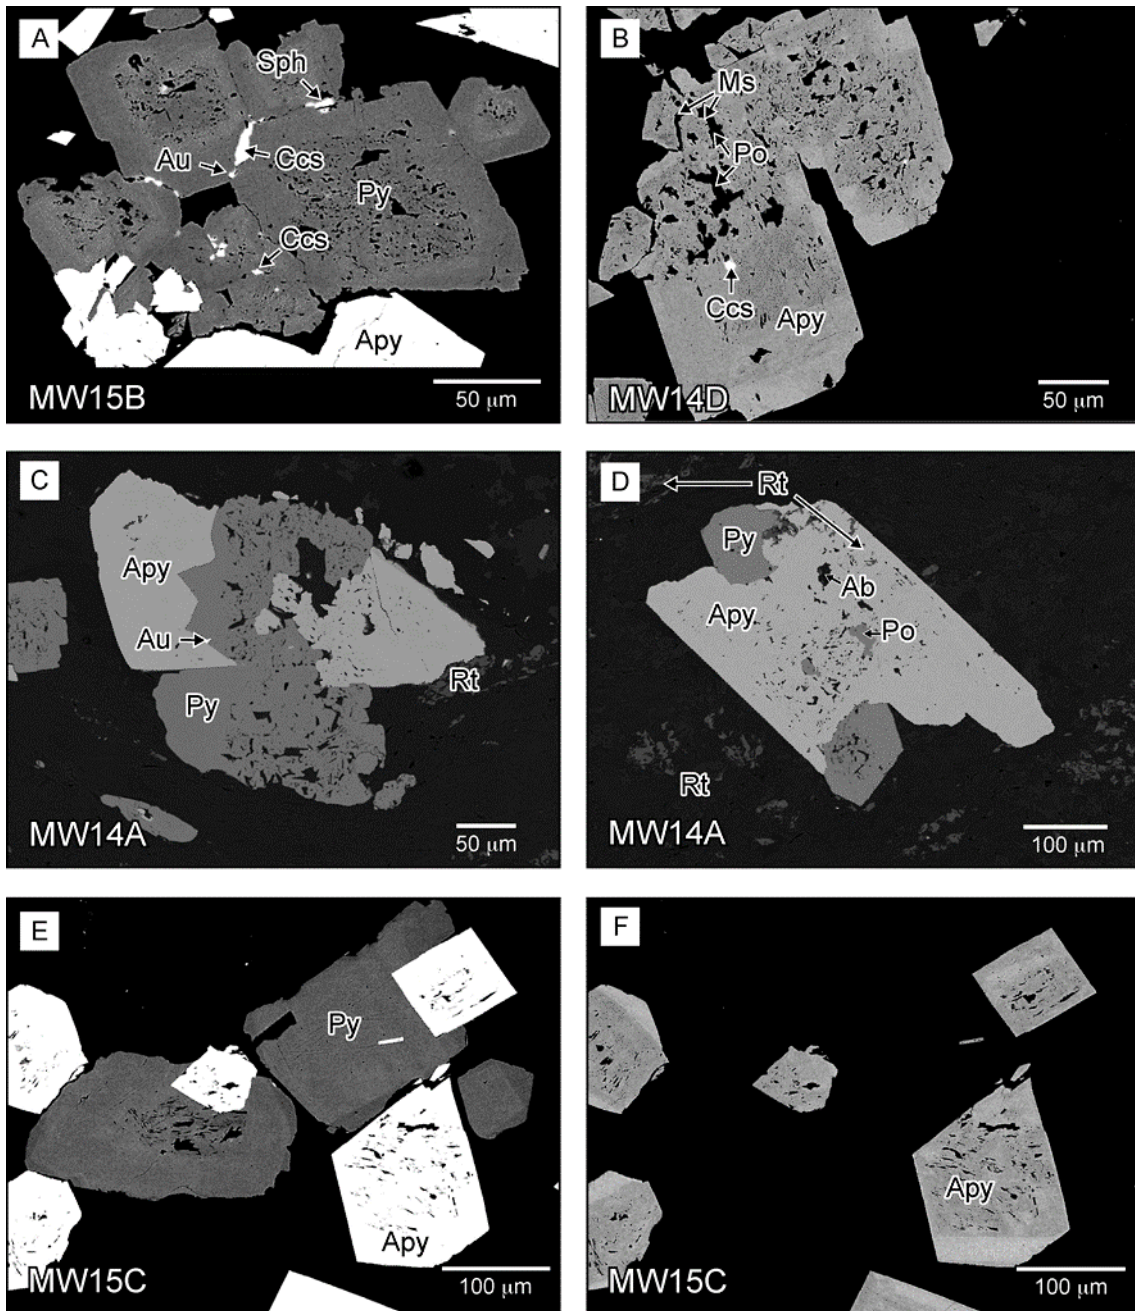 A
Sph
Au
Ccs
Py
Ccs
Apy
MW15B
50 μm
B
Ms
Po
Ccs
Apy
MW14D
50 μm
C
Apy
Au
Py
Rt
MW14A
50 μm
D
Rt
Py
Ab
Apy
Po
Rt
MW14A
100 μm
E
Py
Apy
MW15C
100 μm
F
Apy
MW15C
100 μm